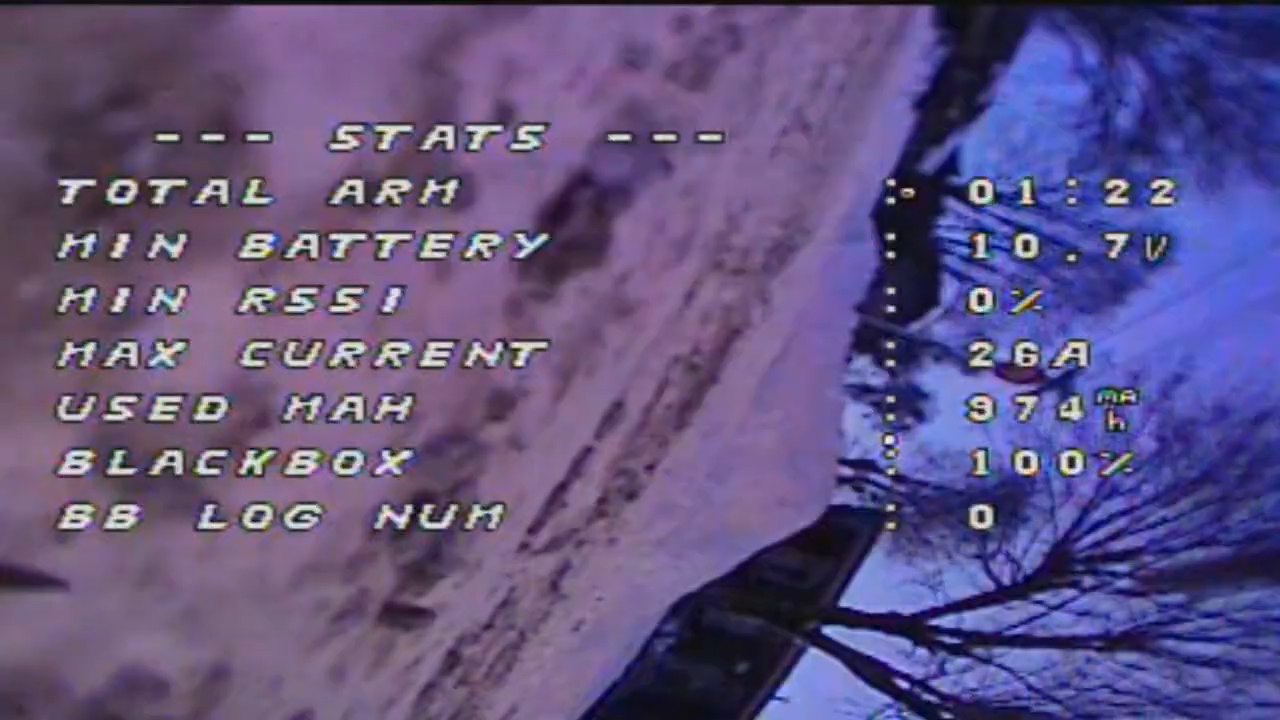 --- STATS ---
TOTAL ARM : 01:22
MIN BATTERY : 10.7V
MIN RSSI : 0%
MAX CURRENT : 26A
USED MAH : 974mAh
BLACKBOX : 100%
BB LOG NUM : 0